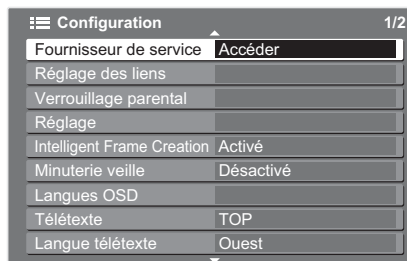 Configuration 1/2
Fournisseur de service Accéder
Réglage des liens
Verrouillage parental
Réglage
Intelligent Frame Creation Activé
Minuterie veille Désactivé
Langues OSD
Télétexte TOP
Langue télétexte Ouest